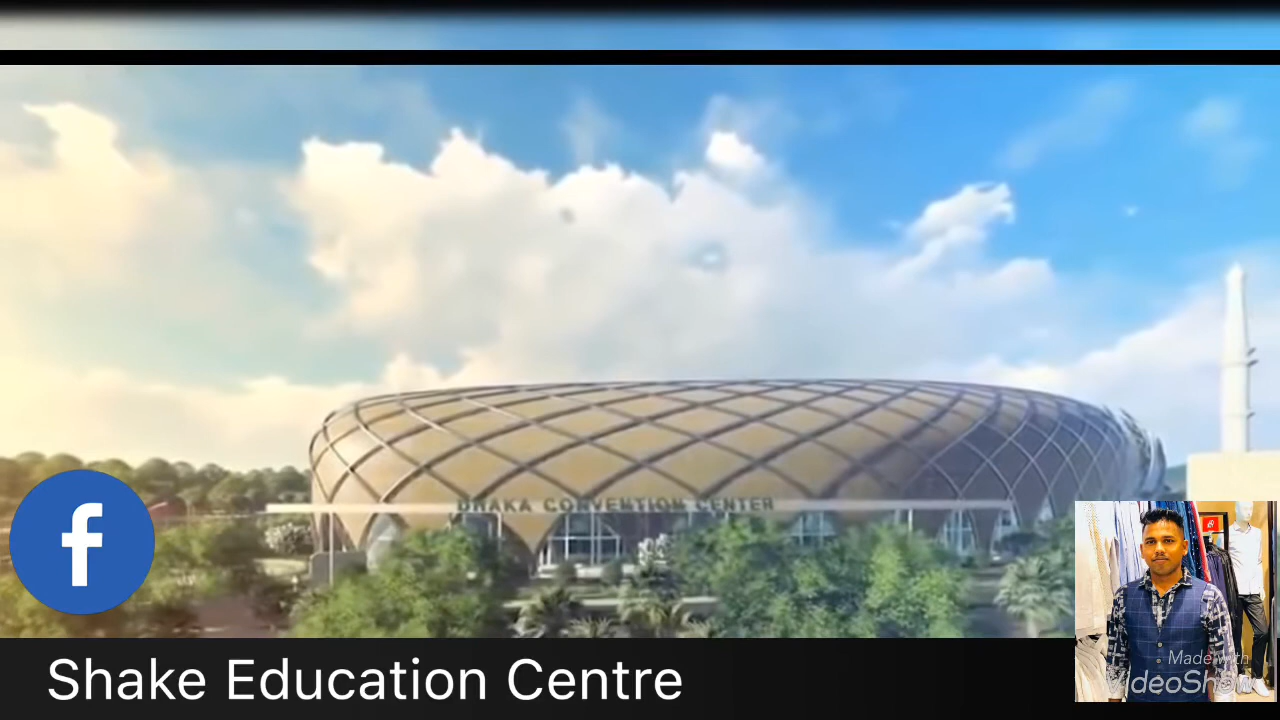 DHAKA CONVENTION CENTER
f
Shake Education Centre
Made with
VideoShow